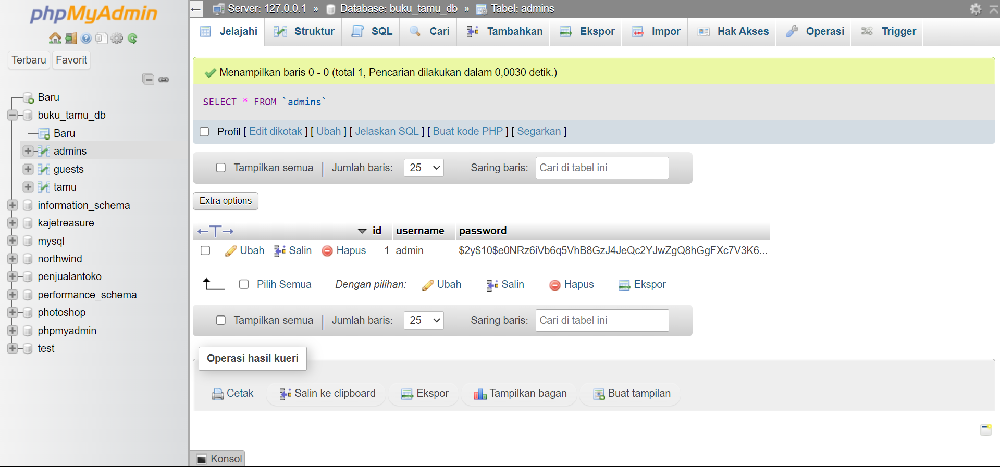 phpMyAdmin
Terbaru Favorit
Baru
buku_tamu_db
Baru
admins
guests
tamu
information_schema
kajetreasure
mysql
northwind
penjualantoko
performance_schema
photoshop
phpmyadmin
test
Server: 127.0.0.1 » Database: buku_tamu_db » Tabel: admins
Jelajahi Struktur SQL Cari Tambahkan Ekspor Impor Hak Akses Operasi Trigger
Menampilkan baris 0 - 0 (total 1, Pencarian dilakukan dalam 0,0030 detik.)
SELECT * FROM `admins`
Profil [ Edit dikotak ] [ Ubah ] [ Jelaskan SQL ] [ Buat kode PHP ] [ Segarkan ]
Tampilkan semua | Jumlah baris: 25 Saring baris: Cari di tabel ini
Extra options
←T→ id username password
Ubah Salin Hapus 1 admin $2y$10$e0NRz6iVb6q5VhB8GzJ4JeQc2YJwZgQ8hGgFXc7V3K6...
Pilih Semua Dengan pilihan: Ubah Salin Hapus Ekspor
Tampilkan semua | Jumlah baris: 25 Saring baris: Cari di tabel ini
Operasi hasil kueri
Cetak Salin ke clipboard Ekspor Tampilkan bagan Buat tampilan
Konsol